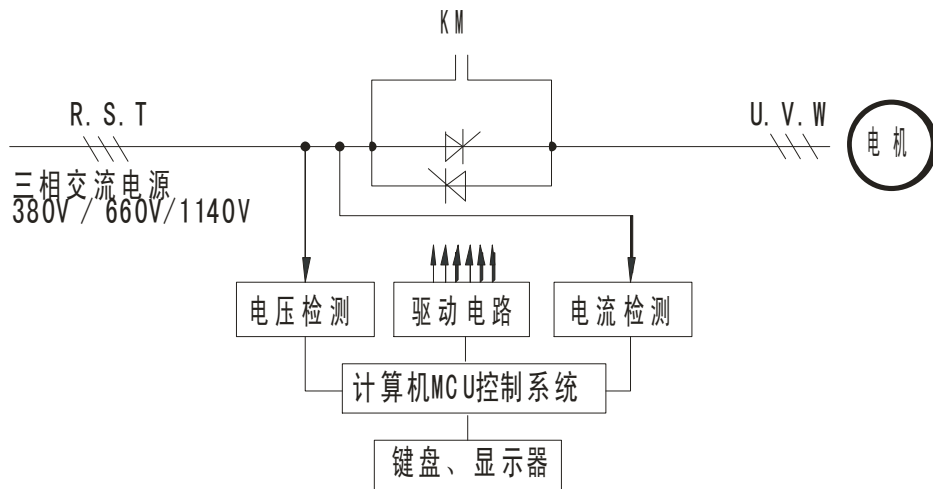 KM
R.S.T
U.V.W
电机
三相交流电源
380V / 660V/1140V
电压检测
驱动电路
电流检测
计算机MCU控制系统
键盘、显示器